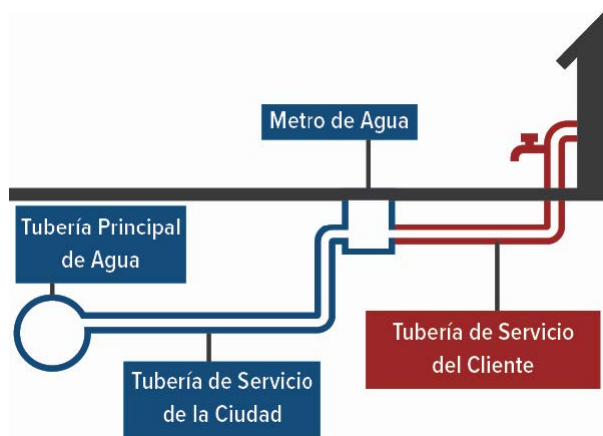 Metro de Agua
Tubería Principal
de Agua
Tubería de Servicio
del Cliente
Tubería de Servicio
de la Ciudad